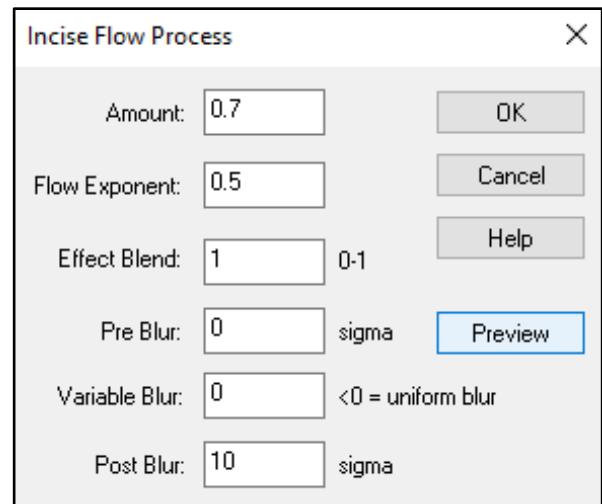 Incise Flow Process
Amount: 0.7 OK
Flow Exponent: 0.5 Cancel
Help
Effect Blend: 1 0-1
Pre Blur: 0 sigma Preview
Variable Blur: 0 <0 = uniform blur
Post Blur: 10 sigma